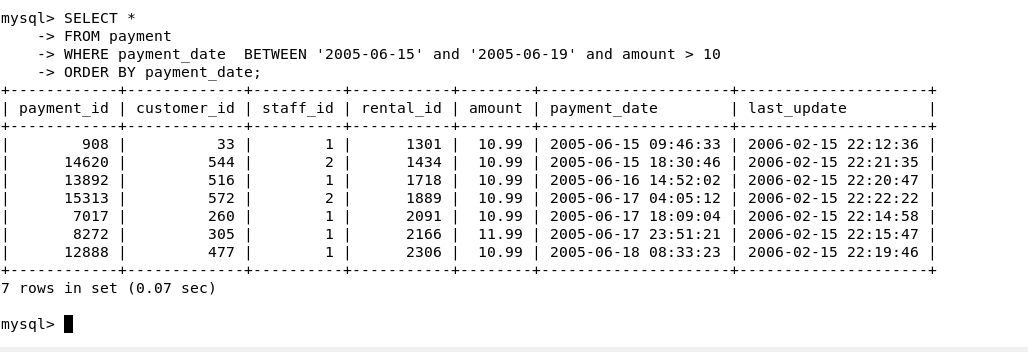 mysql> SELECT *
    -> FROM payment
    -> WHERE payment_date  BETWEEN '2005-06-15' and '2005-06-19' and amount > 10
    -> ORDER BY payment_date;
+------------+-------------+----------+-----------+--------+---------------------+---------------------+
| payment_id | customer_id | staff_id | rental_id | amount | payment_date        | last_update         |
+------------+-------------+----------+-----------+--------+---------------------+---------------------+
|        908 |          33 |        1 |      1301 |  10.99 | 2005-06-15 09:46:33 | 2006-02-15 22:12:36 |
|      14620 |         544 |        2 |      1434 |  10.99 | 2005-06-15 18:30:46 | 2006-02-15 22:21:35 |
|      13892 |         516 |        1 |      1718 |  10.99 | 2005-06-16 14:52:02 | 2006-02-15 22:20:47 |
|      15313 |         572 |        2 |      1889 |  10.99 | 2005-06-17 04:05:12 | 2006-02-15 22:22:22 |
|       7017 |         260 |        1 |      2091 |  10.99 | 2005-06-17 18:09:04 | 2006-02-15 22:14:58 |
|       8272 |         305 |        1 |      2166 |  11.99 | 2005-06-17 23:51:21 | 2006-02-15 22:15:47 |
|      12888 |         477 |        1 |      2306 |  10.99 | 2005-06-18 08:33:23 | 2006-02-15 22:19:46 |
+------------+-------------+----------+-----------+--------+---------------------+---------------------+
7 rows in set (0.07 sec)
mysql>